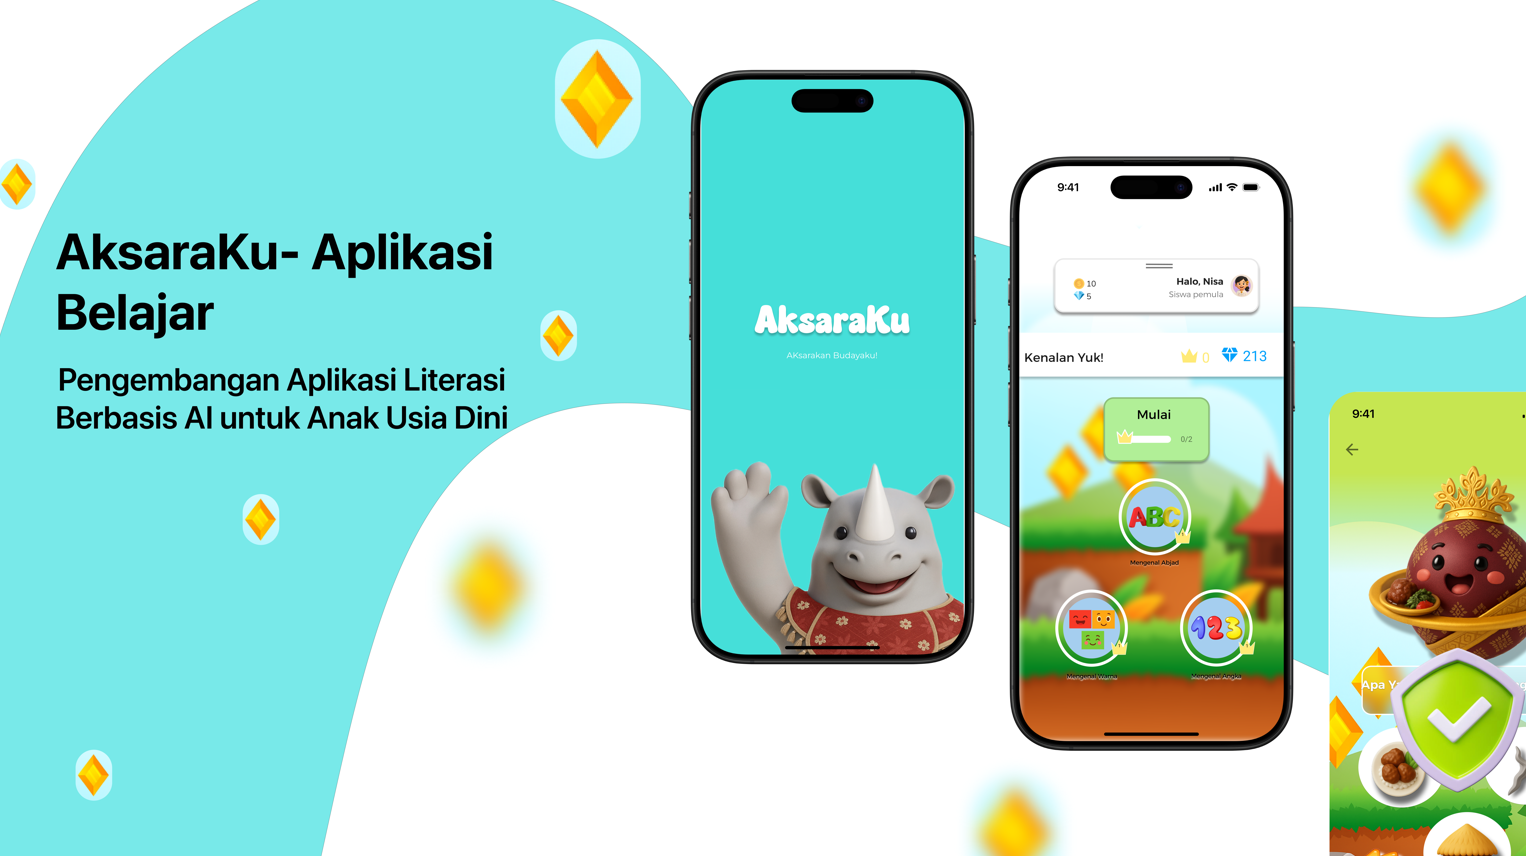 AksaraKu- Aplikasi
Belajar
Pengembangan Aplikasi Literasi
Berbasis AI untuk Anak Usia Dini
AksaraKu
AKsarakan Budayaku!
9:41
10
5
Halo, Nisa
Siswa pemula
Kenalan Yuk!
0
213
Mulai
0/2
ABC
Mengenal Abjad
123
Mengenal Warna
Mengenal Angka
9:41
Apa